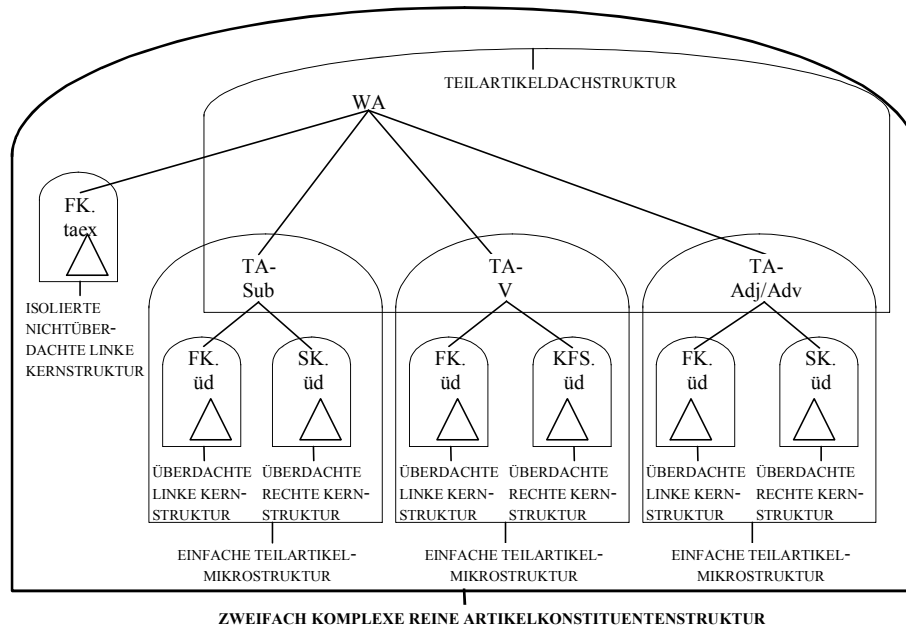 TEILARTIKELDACHSTRUKTUR
WA
FK.
taex
ISOLIERTE
NICHTÜBER-
DACHTE LINKE
KERNSTRUKTUR
TA-
Sub
TA-
V
TA-
Adj/Adv
FK.
üd
SK.
üd
FK.
üd
KFS.
üd
FK.
üd
SK.
üd
ÜBERDACHTE
LINKE KERN-
STRUKTUR
ÜBERDACHTE
RECHTE KERN-
STRUKTUR
ÜBERDACHTE
LINKE KERN-
STRUKTUR
ÜBERDACHTE
RECHTE KERN-
STRUKTUR
ÜBERDACHTE
LINKE KERN-
STRUKTUR
ÜBERDACHTE
RECHTE KERN-
STRUKTUR
EINFACHE TEILARTIKEL-
MIKROSTRUKTUR
EINFACHE TEILARTIKEL-
MIKROSTRUKTUR
EINFACHE TEILARTIKEL-
MIKROSTRUKTUR
ZWEIFACH KOMPLEXE REINE ARTIKELKONSTITUENTENSTRUKTUR